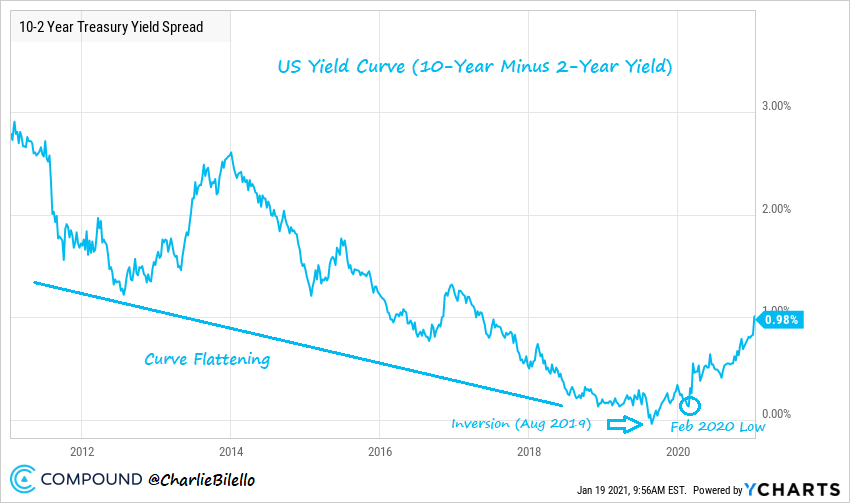 10-2 Year Treasury Yield Spread
US Yield Curve (10-Year Minus 2-Year Yield)
3.00%
2.00%
1.00%
0.98%
Curve Flattening
Inversion (Aug 2019)
Feb 2020 Low
0.00%
2012
2014
2016
2018
2020
COMPOUND @CharlieBilello
Jan 19 2021, 9:56AM EST. Powered by YCHARTS